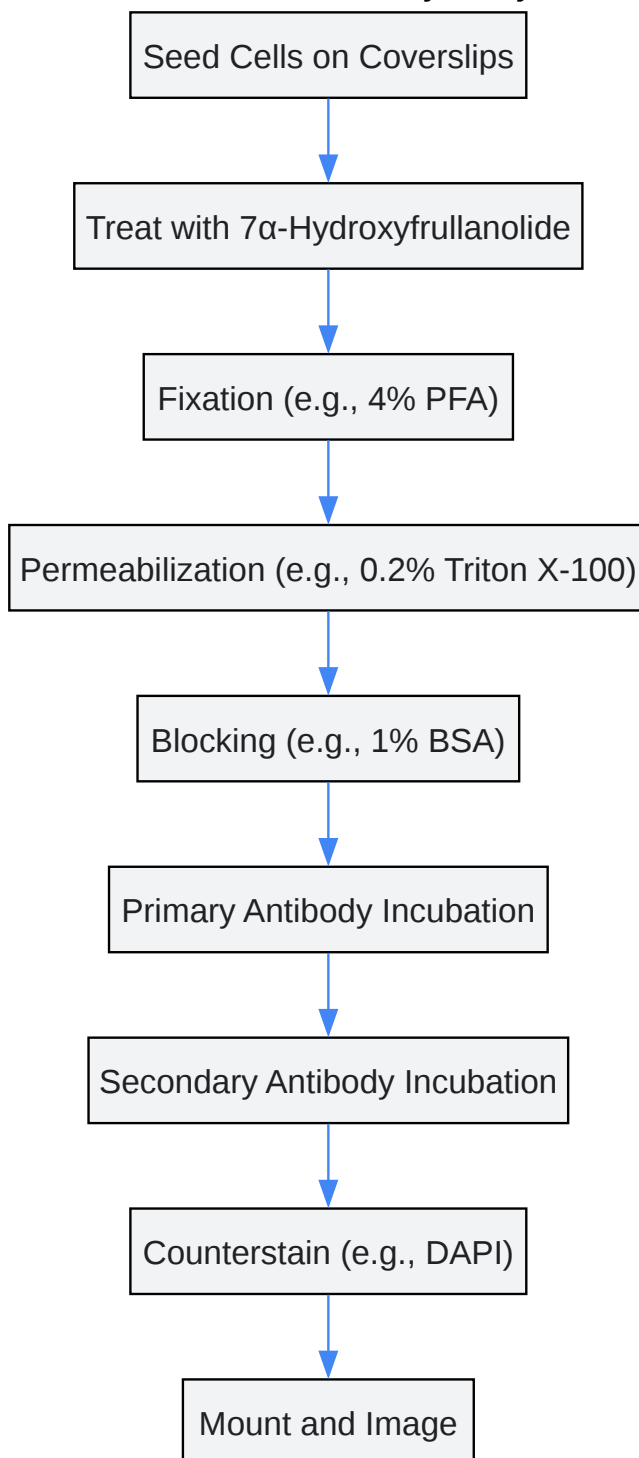 Seed Cells on Coverslips
Treat with 7α-Hydroxyfrullanolide
Fixation (e.g., 4% PFA)
Permeabilization (e.g., 0.2% Triton X-100)
Blocking (e.g., 1% BSA)
Primary Antibody Incubation
Secondary Antibody Incubation
Counterstain (e.g., DAPI)
Mount and Image